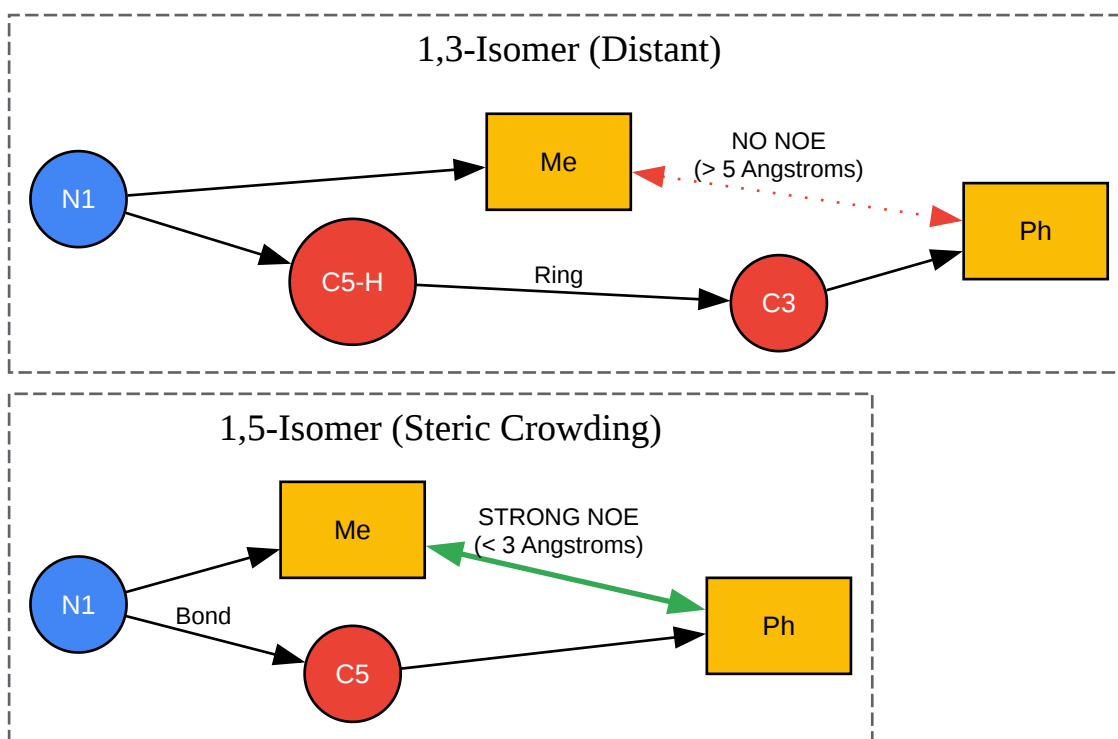 1,3-Isomer (Distant)
N1
Me
NO NOE
(> 5 Angstroms)
Ph
C5-H
Ring
C3
1,5-Isomer (Steric Crowding)
Me
STRONG NOE
(< 3 Angstroms)
N1
Bond
Ph
C5